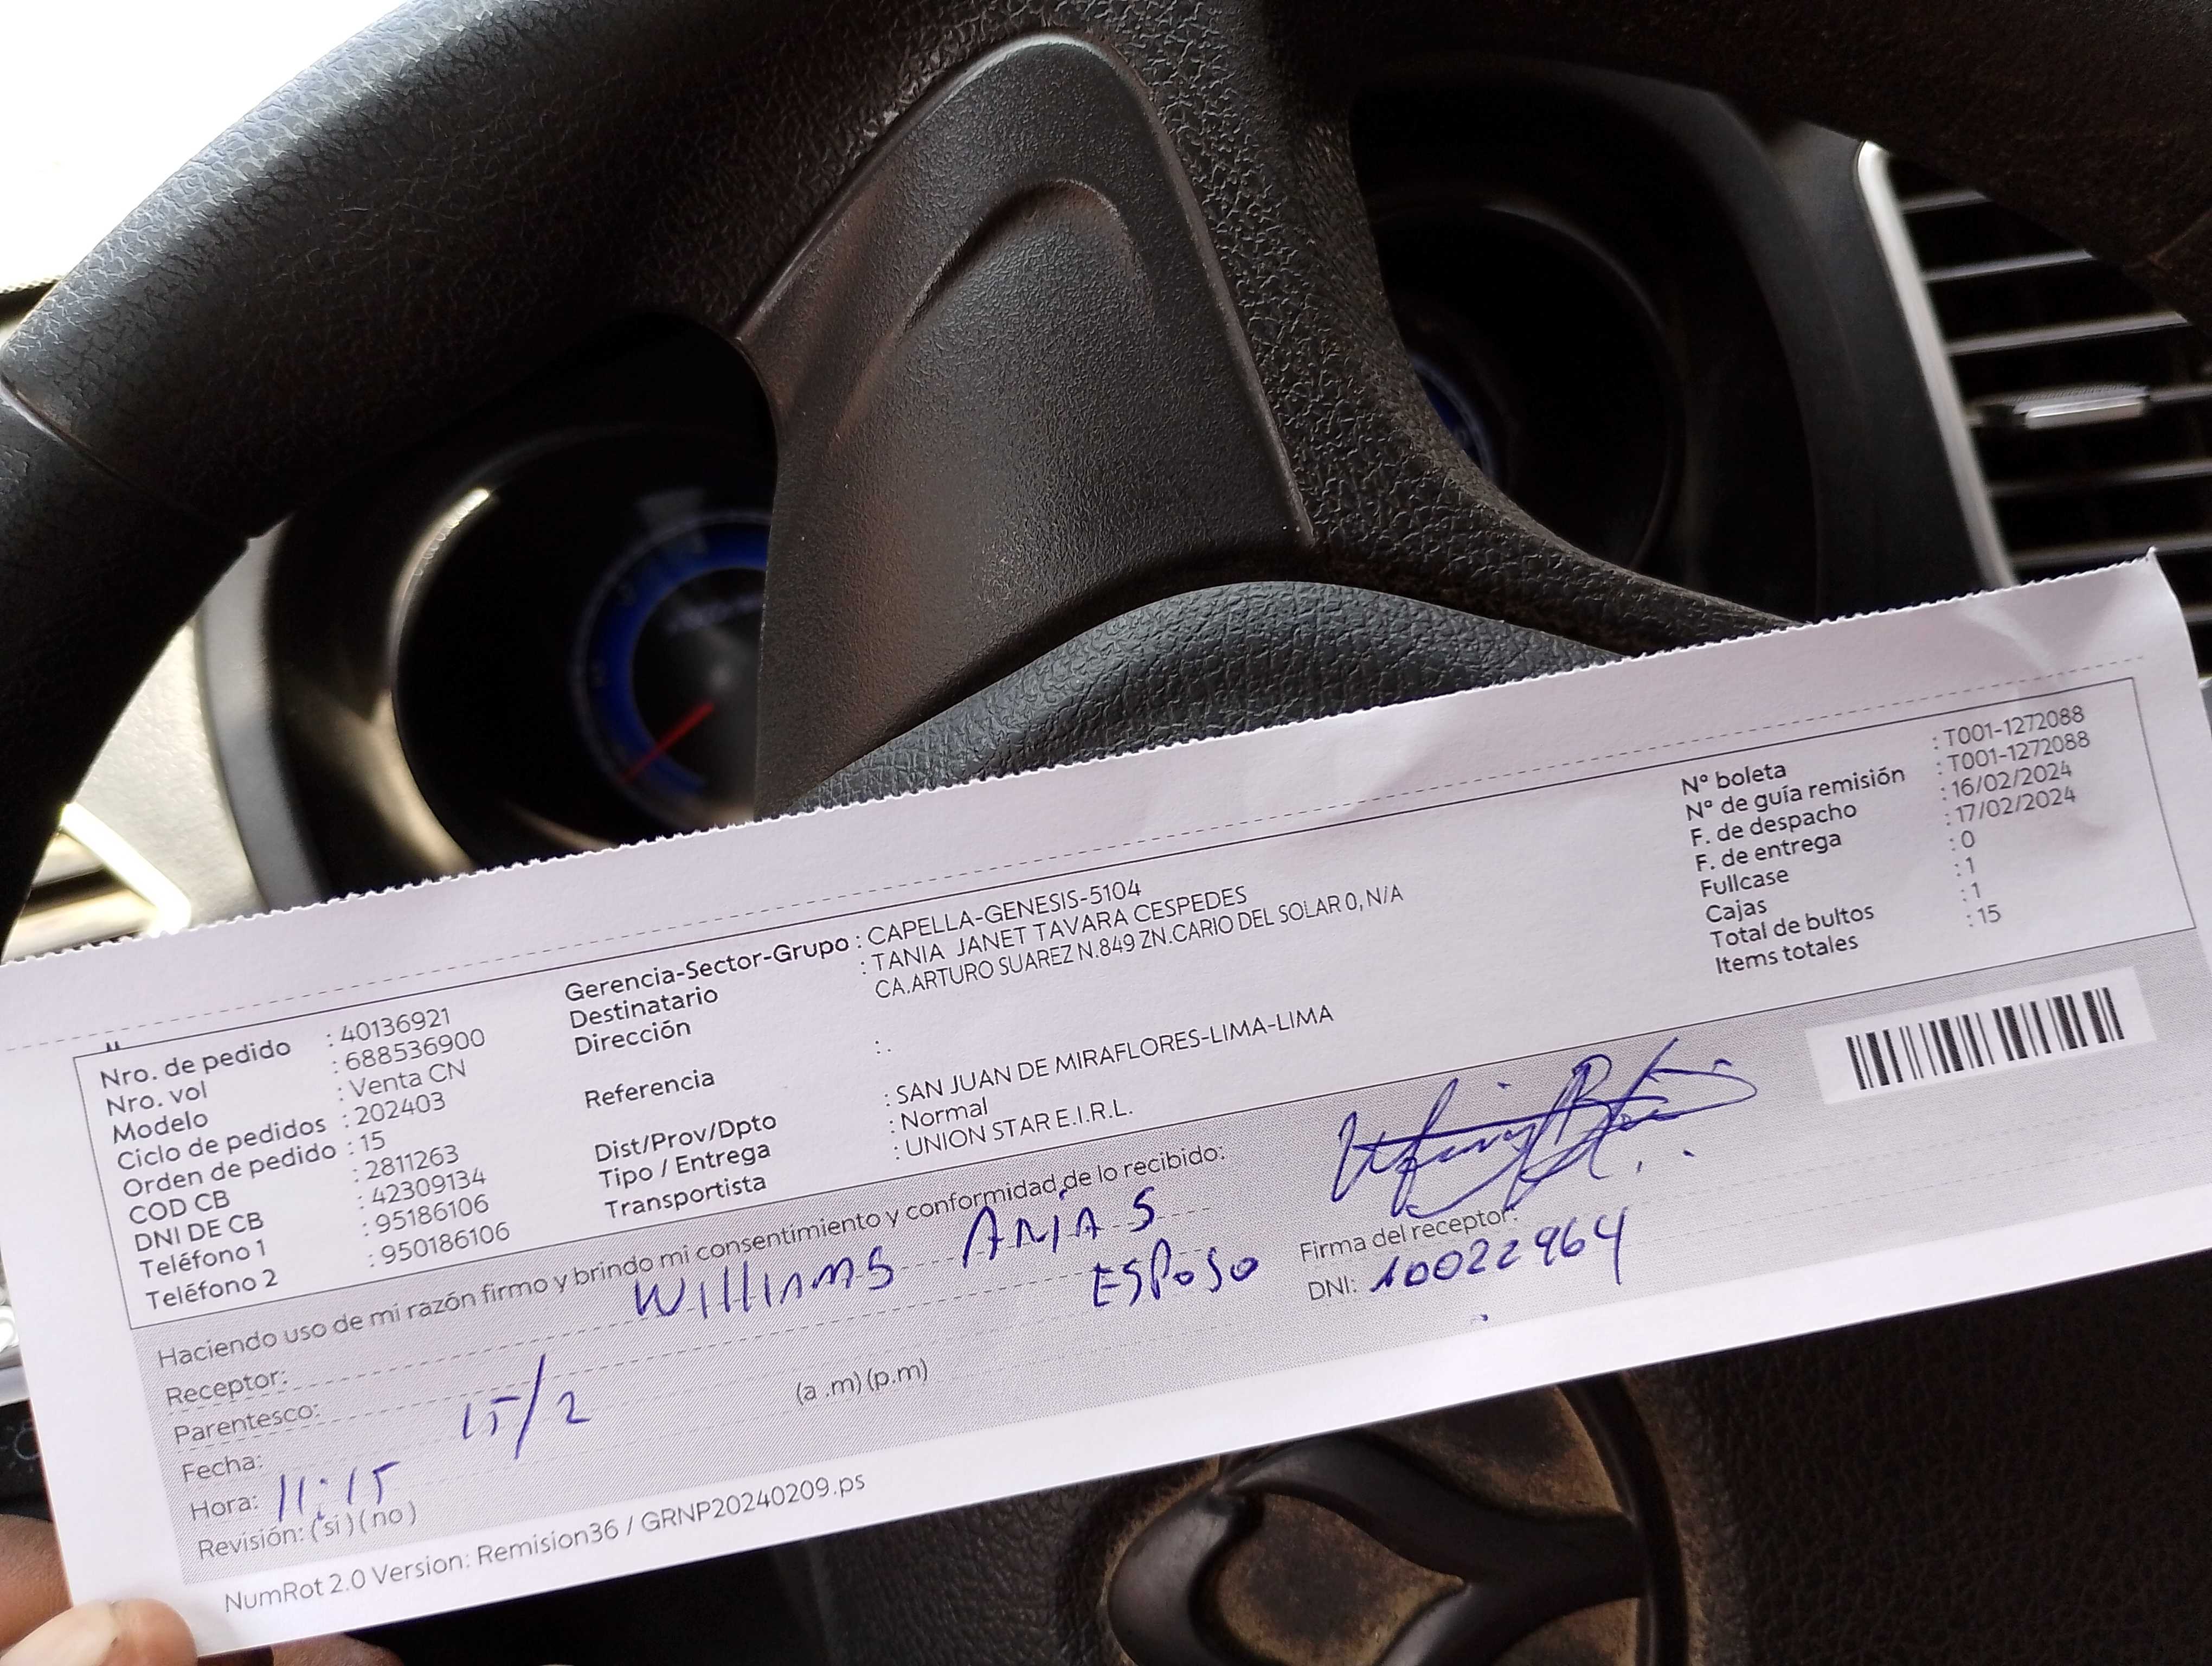 Nro. de pedido : 40136921
Nro. vol : 688536900
Modelo : Venta CN
Ciclo de pedidos : 202403
Orden de pedido : 15
COD CB : 2811263
DNI DE CB : 42309134
Teléfono 1 : 95186106
Teléfono 2 : 950186106
Gerencia-Sector-Grupo : CAPELLA-GENESIS-5104
Destinatario : TANIA JANET TAVARA CESPEDES
Dirección CA.ARTURO SUAREZ N.849 ZN.CARIO DEL SOLAR 0, N/A
Referencia : .
Dist/Prov/Dpto : SAN JUAN DE MIRAFLORES-LIMA-LIMA
Tipo / Entrega : Normal
Transportista : UNION STAR E.I.R.L.
N° boleta : T001-1272088
N° de guía remisión : T001-1272088
F. de despacho : 16/02/2024
F. de entrega : 17/02/2024
Fullcase : 0
Cajas : 1
Total de bultos : 1
Items totales : 15
Haciendo uso de mi razón firmo y brindo mi consentimiento y conformidad de lo recibido:
Receptor: WILLIAMS ARIAS
Parentesco: ESPOSO
Fecha: 15/2
Hora: 11:15 (a .m) (p.m)
Revisión: ( si ) ( no )
Firma del receptor:
DNI: 10022964
NumRot 2.0 Version: Remision36 / GRNP20240209.ps